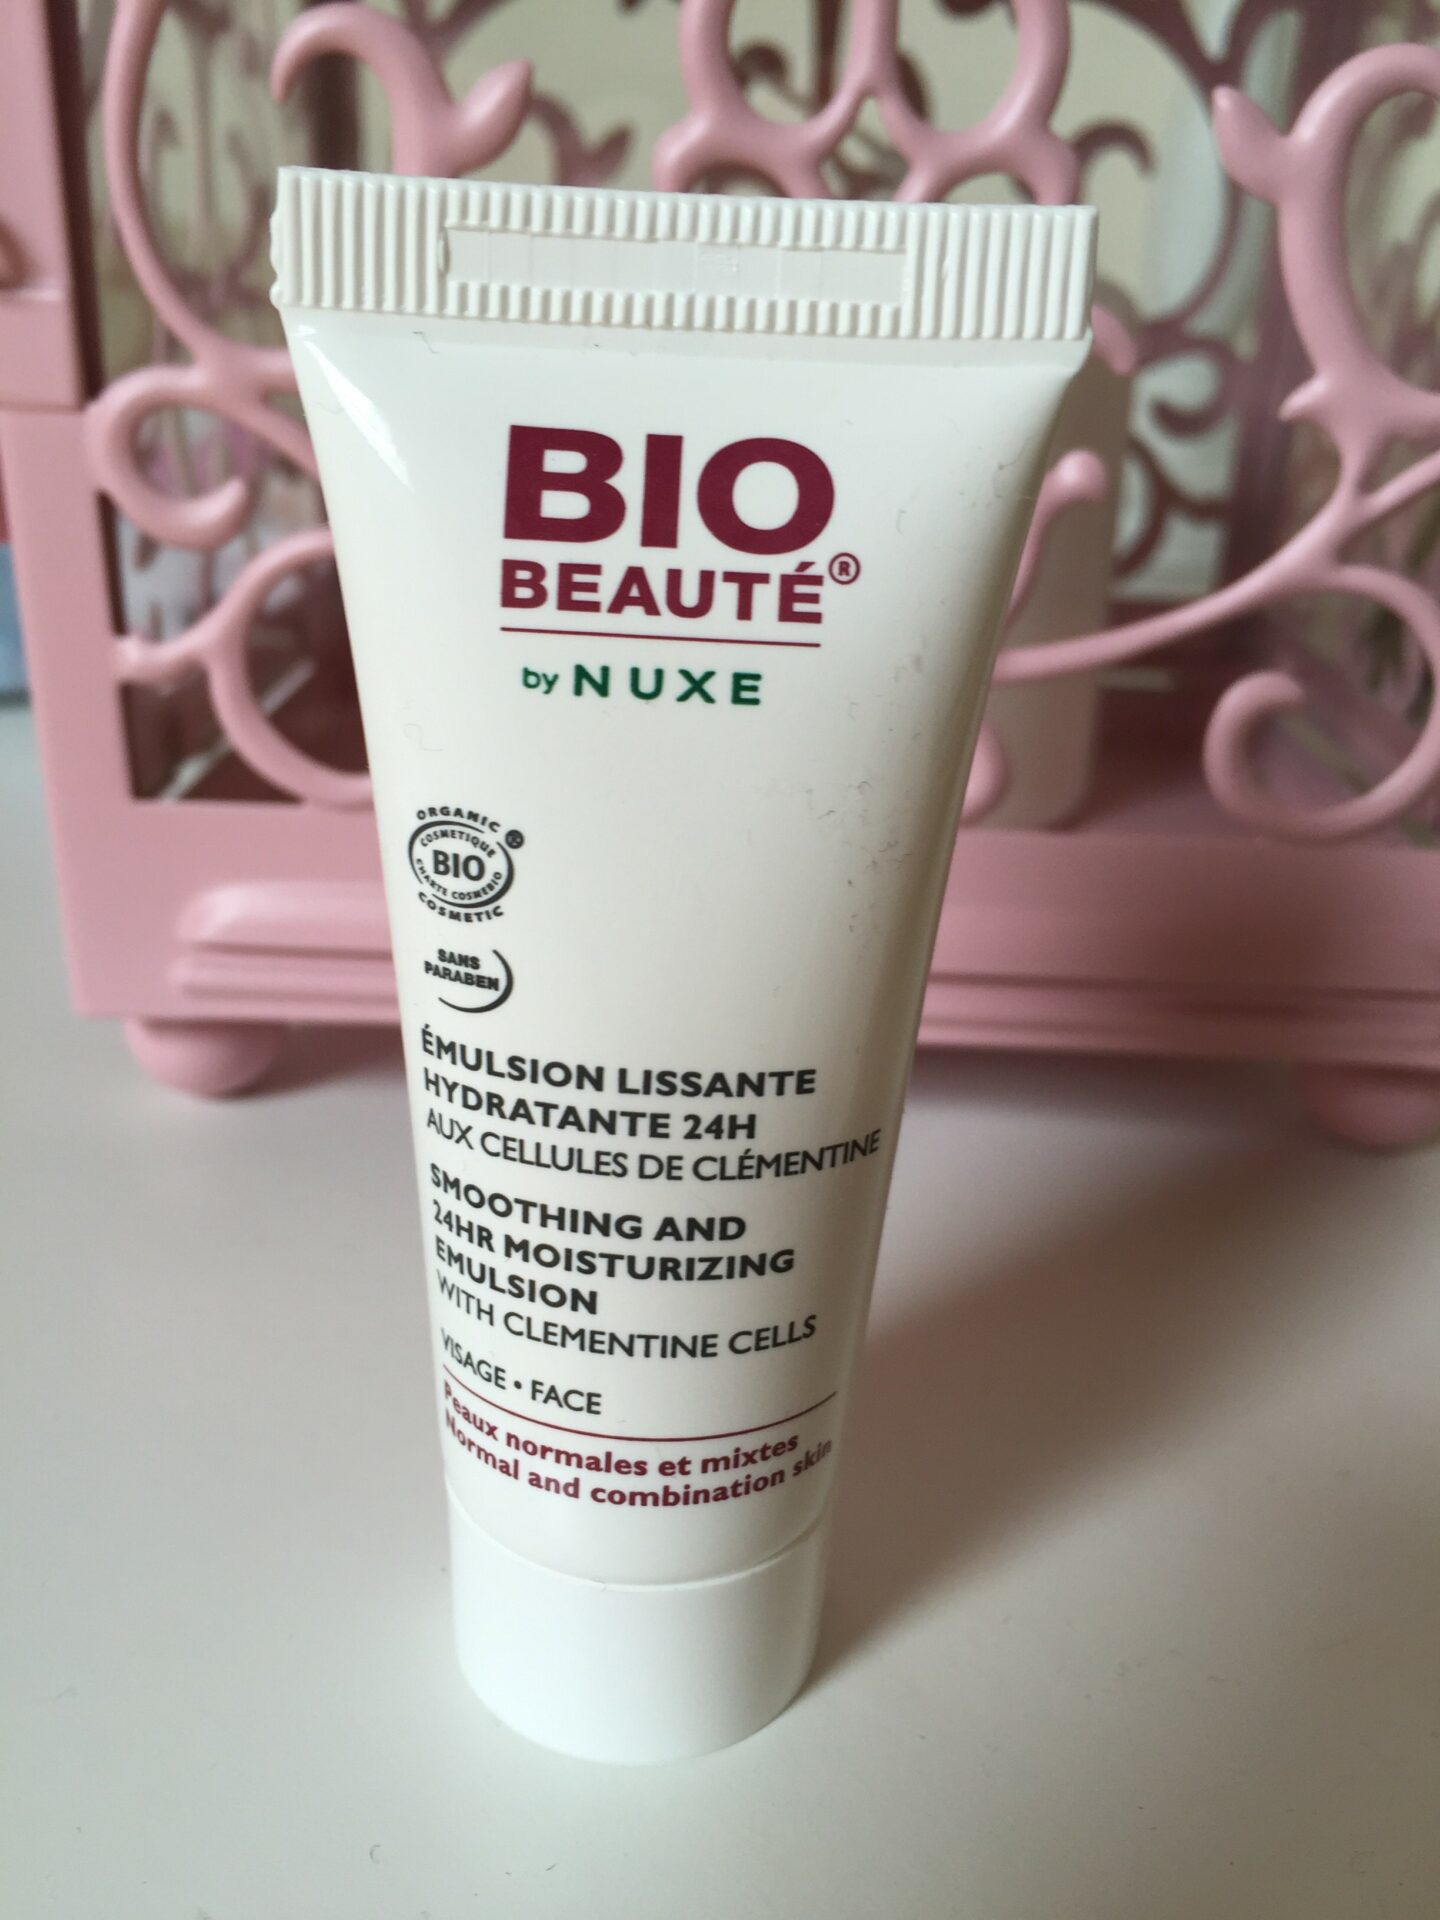 BIO
BEAUTÉ®
by NUXE
ORGANIC ®
COSMETIQUE
BIO
CHARTE COSMEBIO
COSMETIC
SANS
PARABEN
ÉMULSION LISSANTE
HYDRATANTE 24H
AUX CELLULES DE CLÉMENTINE
SMOOTHING AND
24HR MOISTURIZING
EMULSION
WITH CLEMENTINE CELLS
VISAGE • FACE
Peaux normales et mixtes
Normal and combination skin